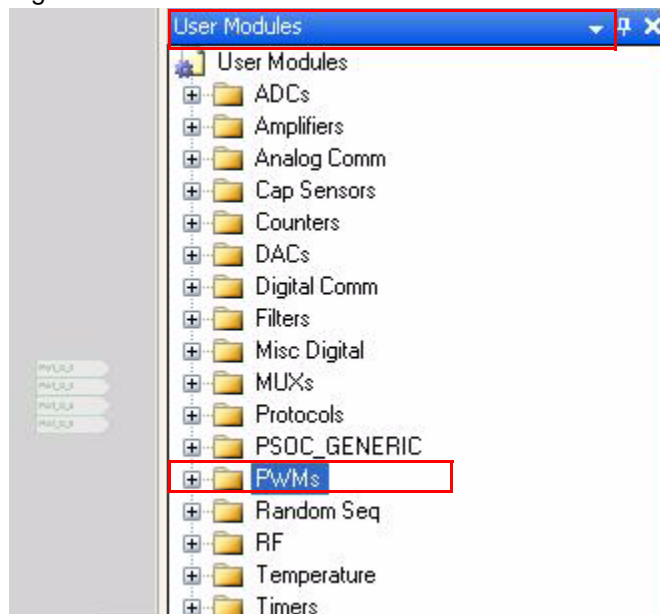 User Modules
User Modules
ADCs
Amplifiers
Analog Comm
Cap Sensors
Counters
DACs
Digital Comm
Filters
Misc Digital
MUXs
Protocols
PSOC_GENERIC
PWMs
Random Seq
RF
Temperature
Timers